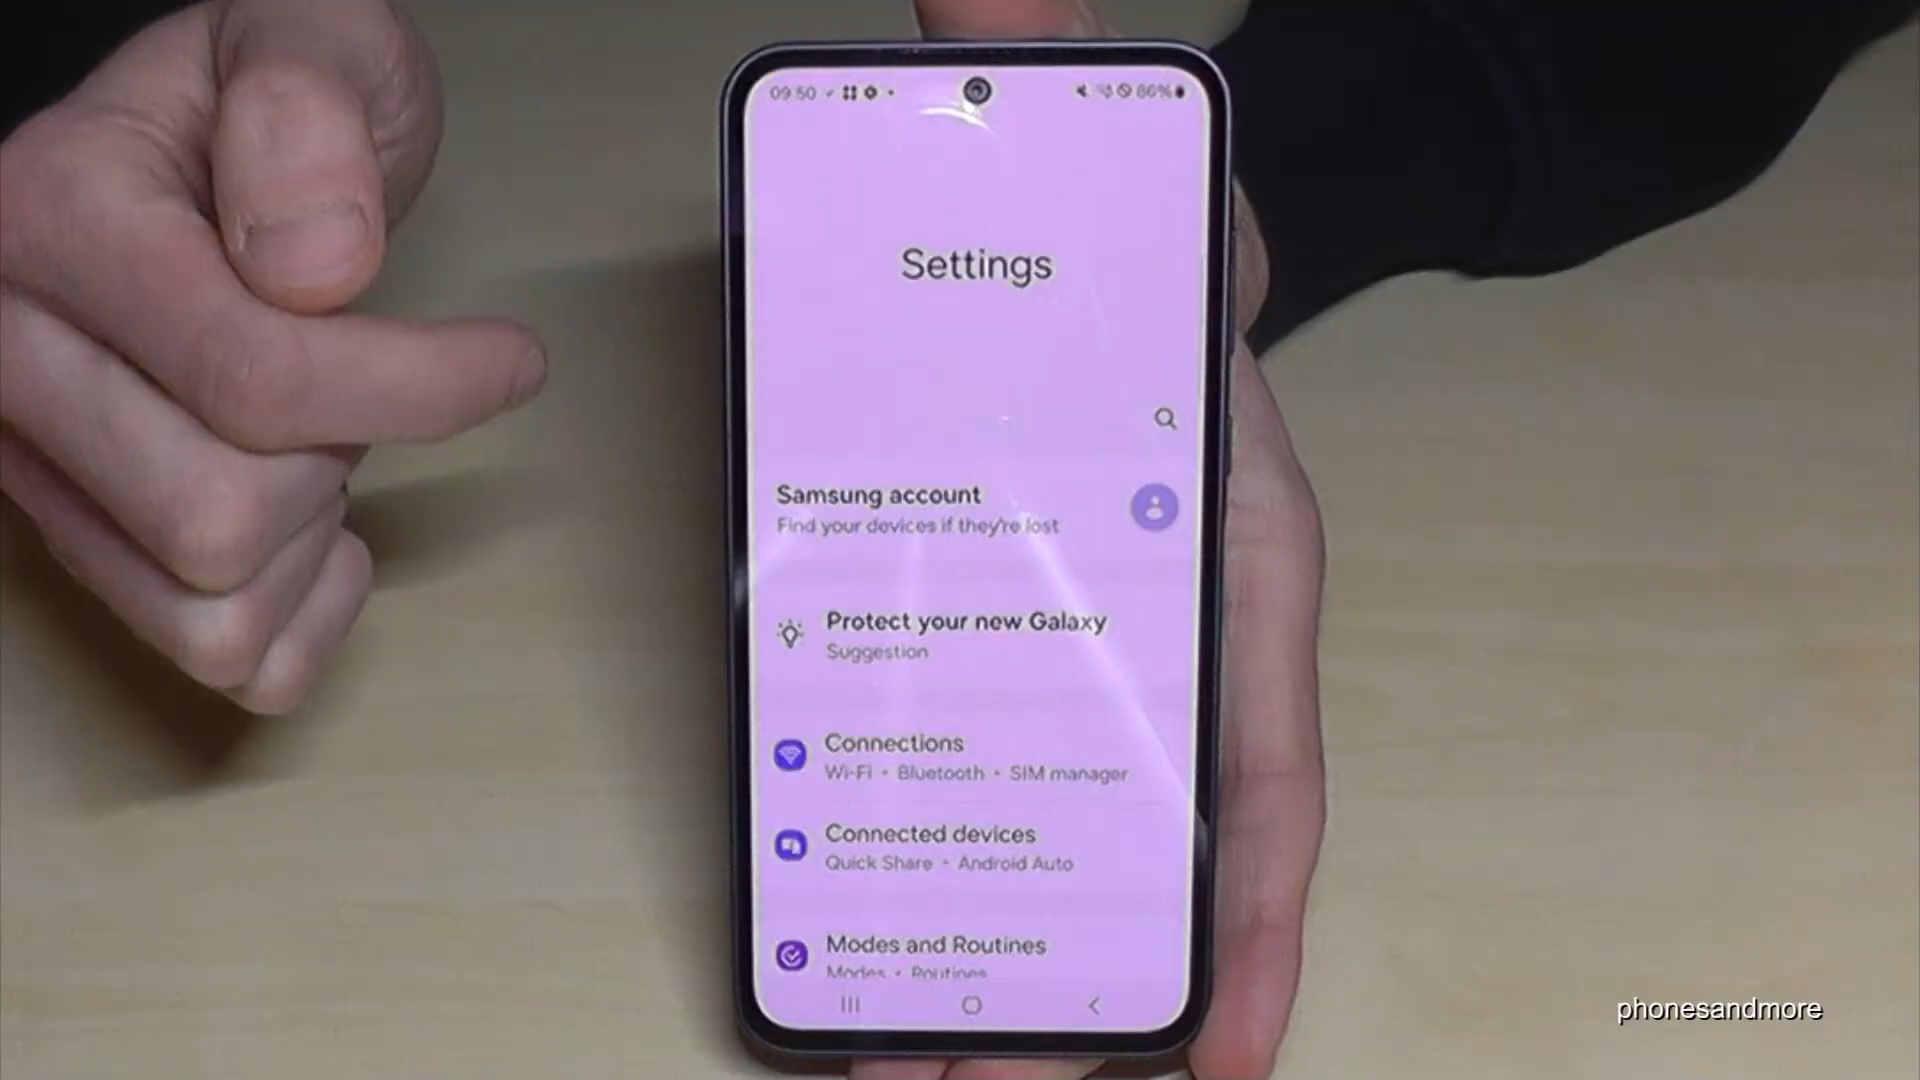 09:50
86%
Settings
Samsung account
Find your devices if they're lost
Protect your new Galaxy
Suggestion
Connections
Wi-Fi • Bluetooth • SIM manager
Connected devices
Quick Share • Android Auto
Modes and Routines
Modes • Routines
phonesandmore